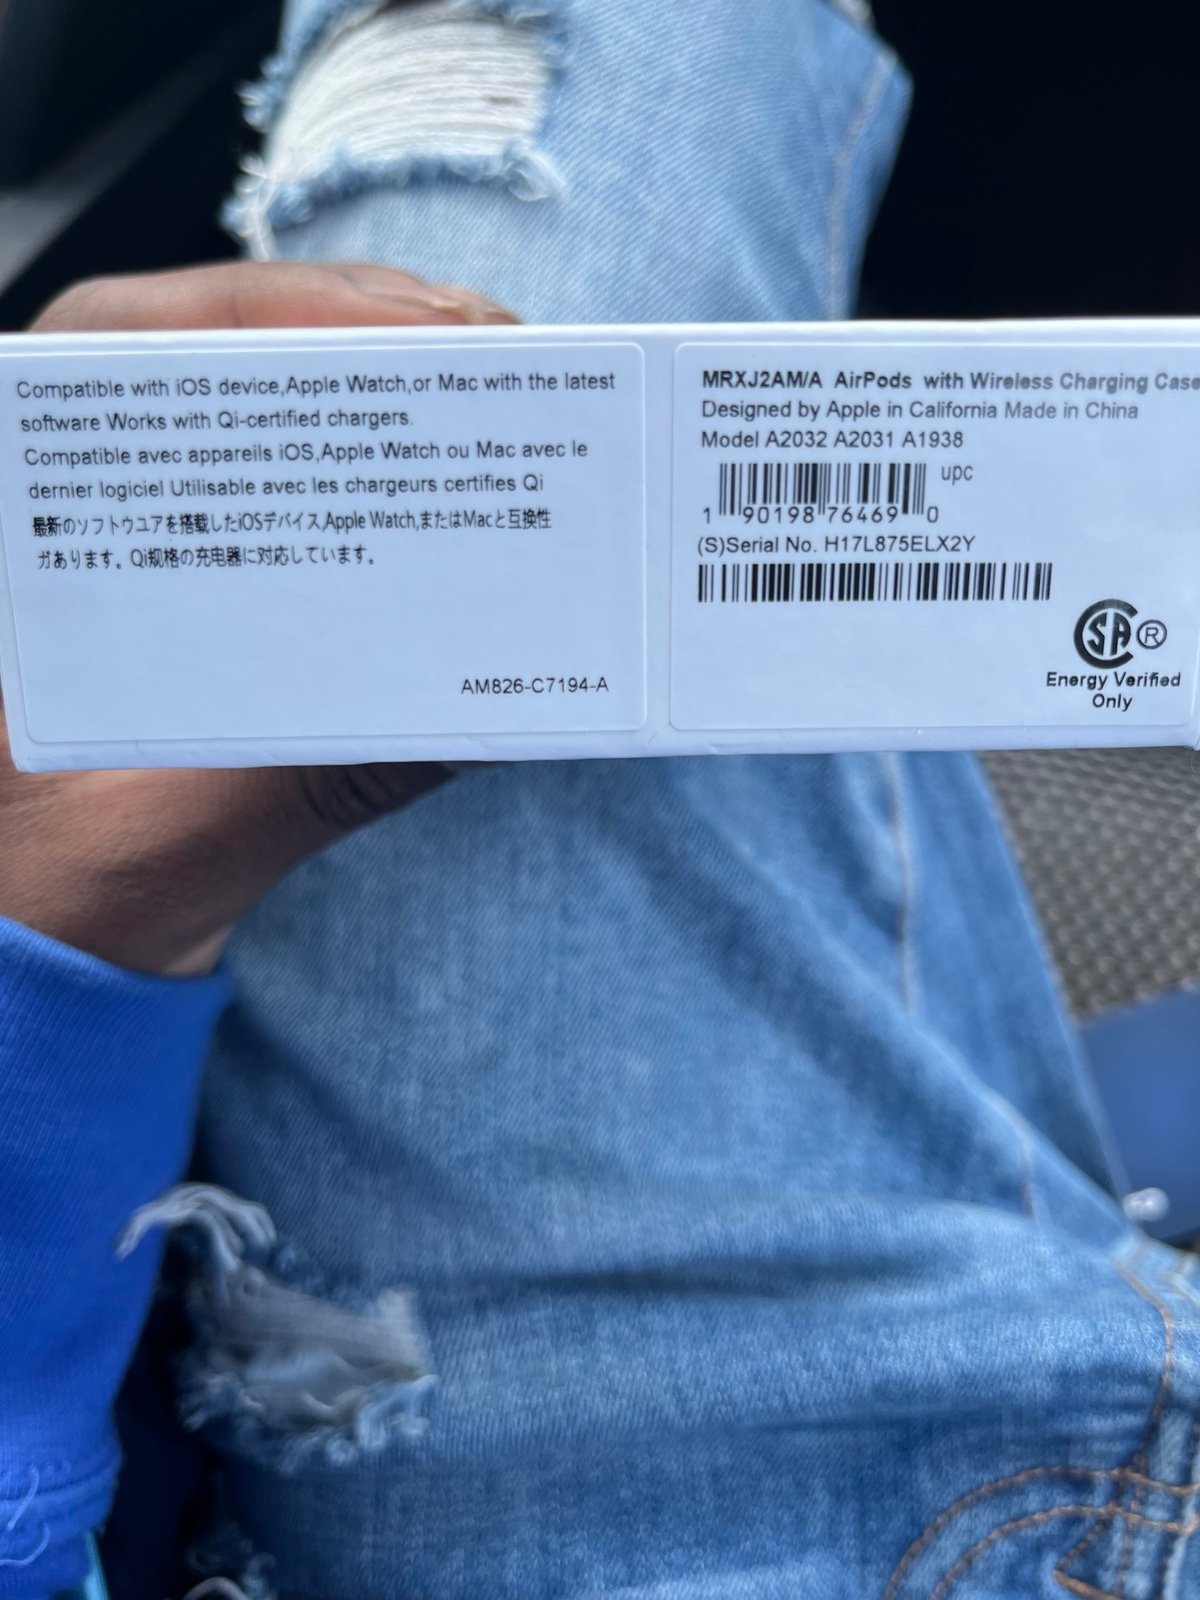 Compatible with iOS device,Apple Watch,or Mac with the latest
software Works with Qi-certified chargers.
Compatible avec appareils iOS,Apple Watch ou Mac avec le
dernier logiciel Utilisable avec les chargeurs certifies Qi
最新のソフトウユアを搭載したiOSデバイス,Apple Watch,またはMacと互換性
ガあります。Qi规格の充电器に対応しています。
AM826-C7194-A
MRXJ2AM/A AirPods with Wireless Charging Case
Designed by Apple in California Made in China
Model A2032 A2031 A1938
upc
1 90198 76469 0
(S)Serial No. H17L875ELX2Y
SA ®
Energy Verified
Only